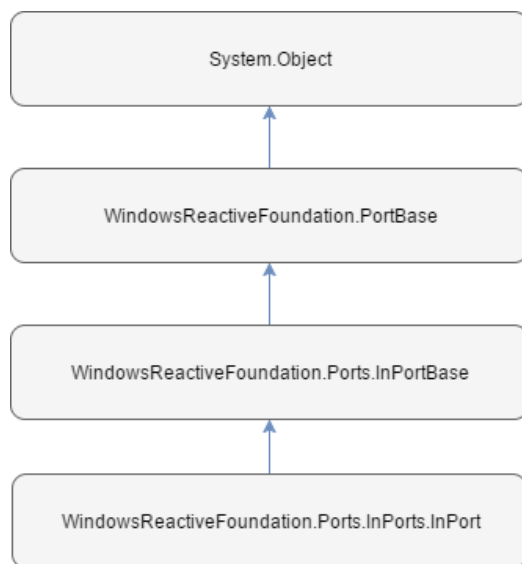 System.Object
WindowsReactiveFoundation.PortBase
WindowsReactiveFoundation.Ports.InPortBase
WindowsReactiveFoundation.Ports.InPorts.InPort